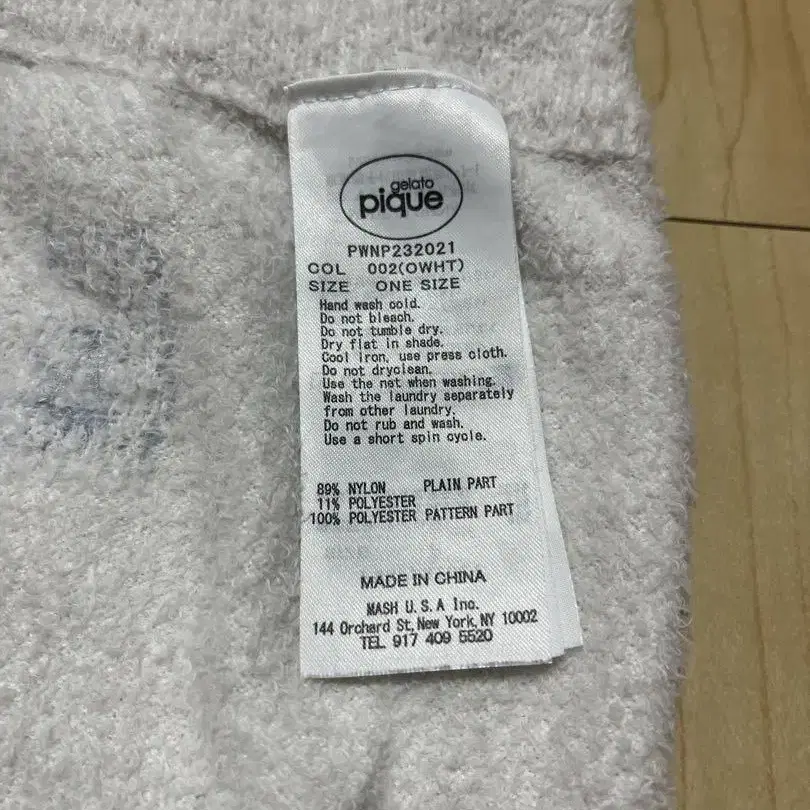 gelato
pique
PWNP232021
COL 002(OWHT)
SIZE ONE SIZE
Hand wash cold.
Do not bleach.
Do not tumble dry.
Dry flat in shade.
Cool iron, use press cloth.
Do not dryclean.
Use the net when washing.
Wash the laundry separately
from other laundry.
Do not rub and wash.
Use a short spin cycle.
89% NYLON PLAIN PART
11% POLYESTER
100% POLYESTER PATTERN PART
MADE IN CHINA
MASH U.S.A Inc.
144 Orchard St, New York, NY 10002
TEL 917 409 5520